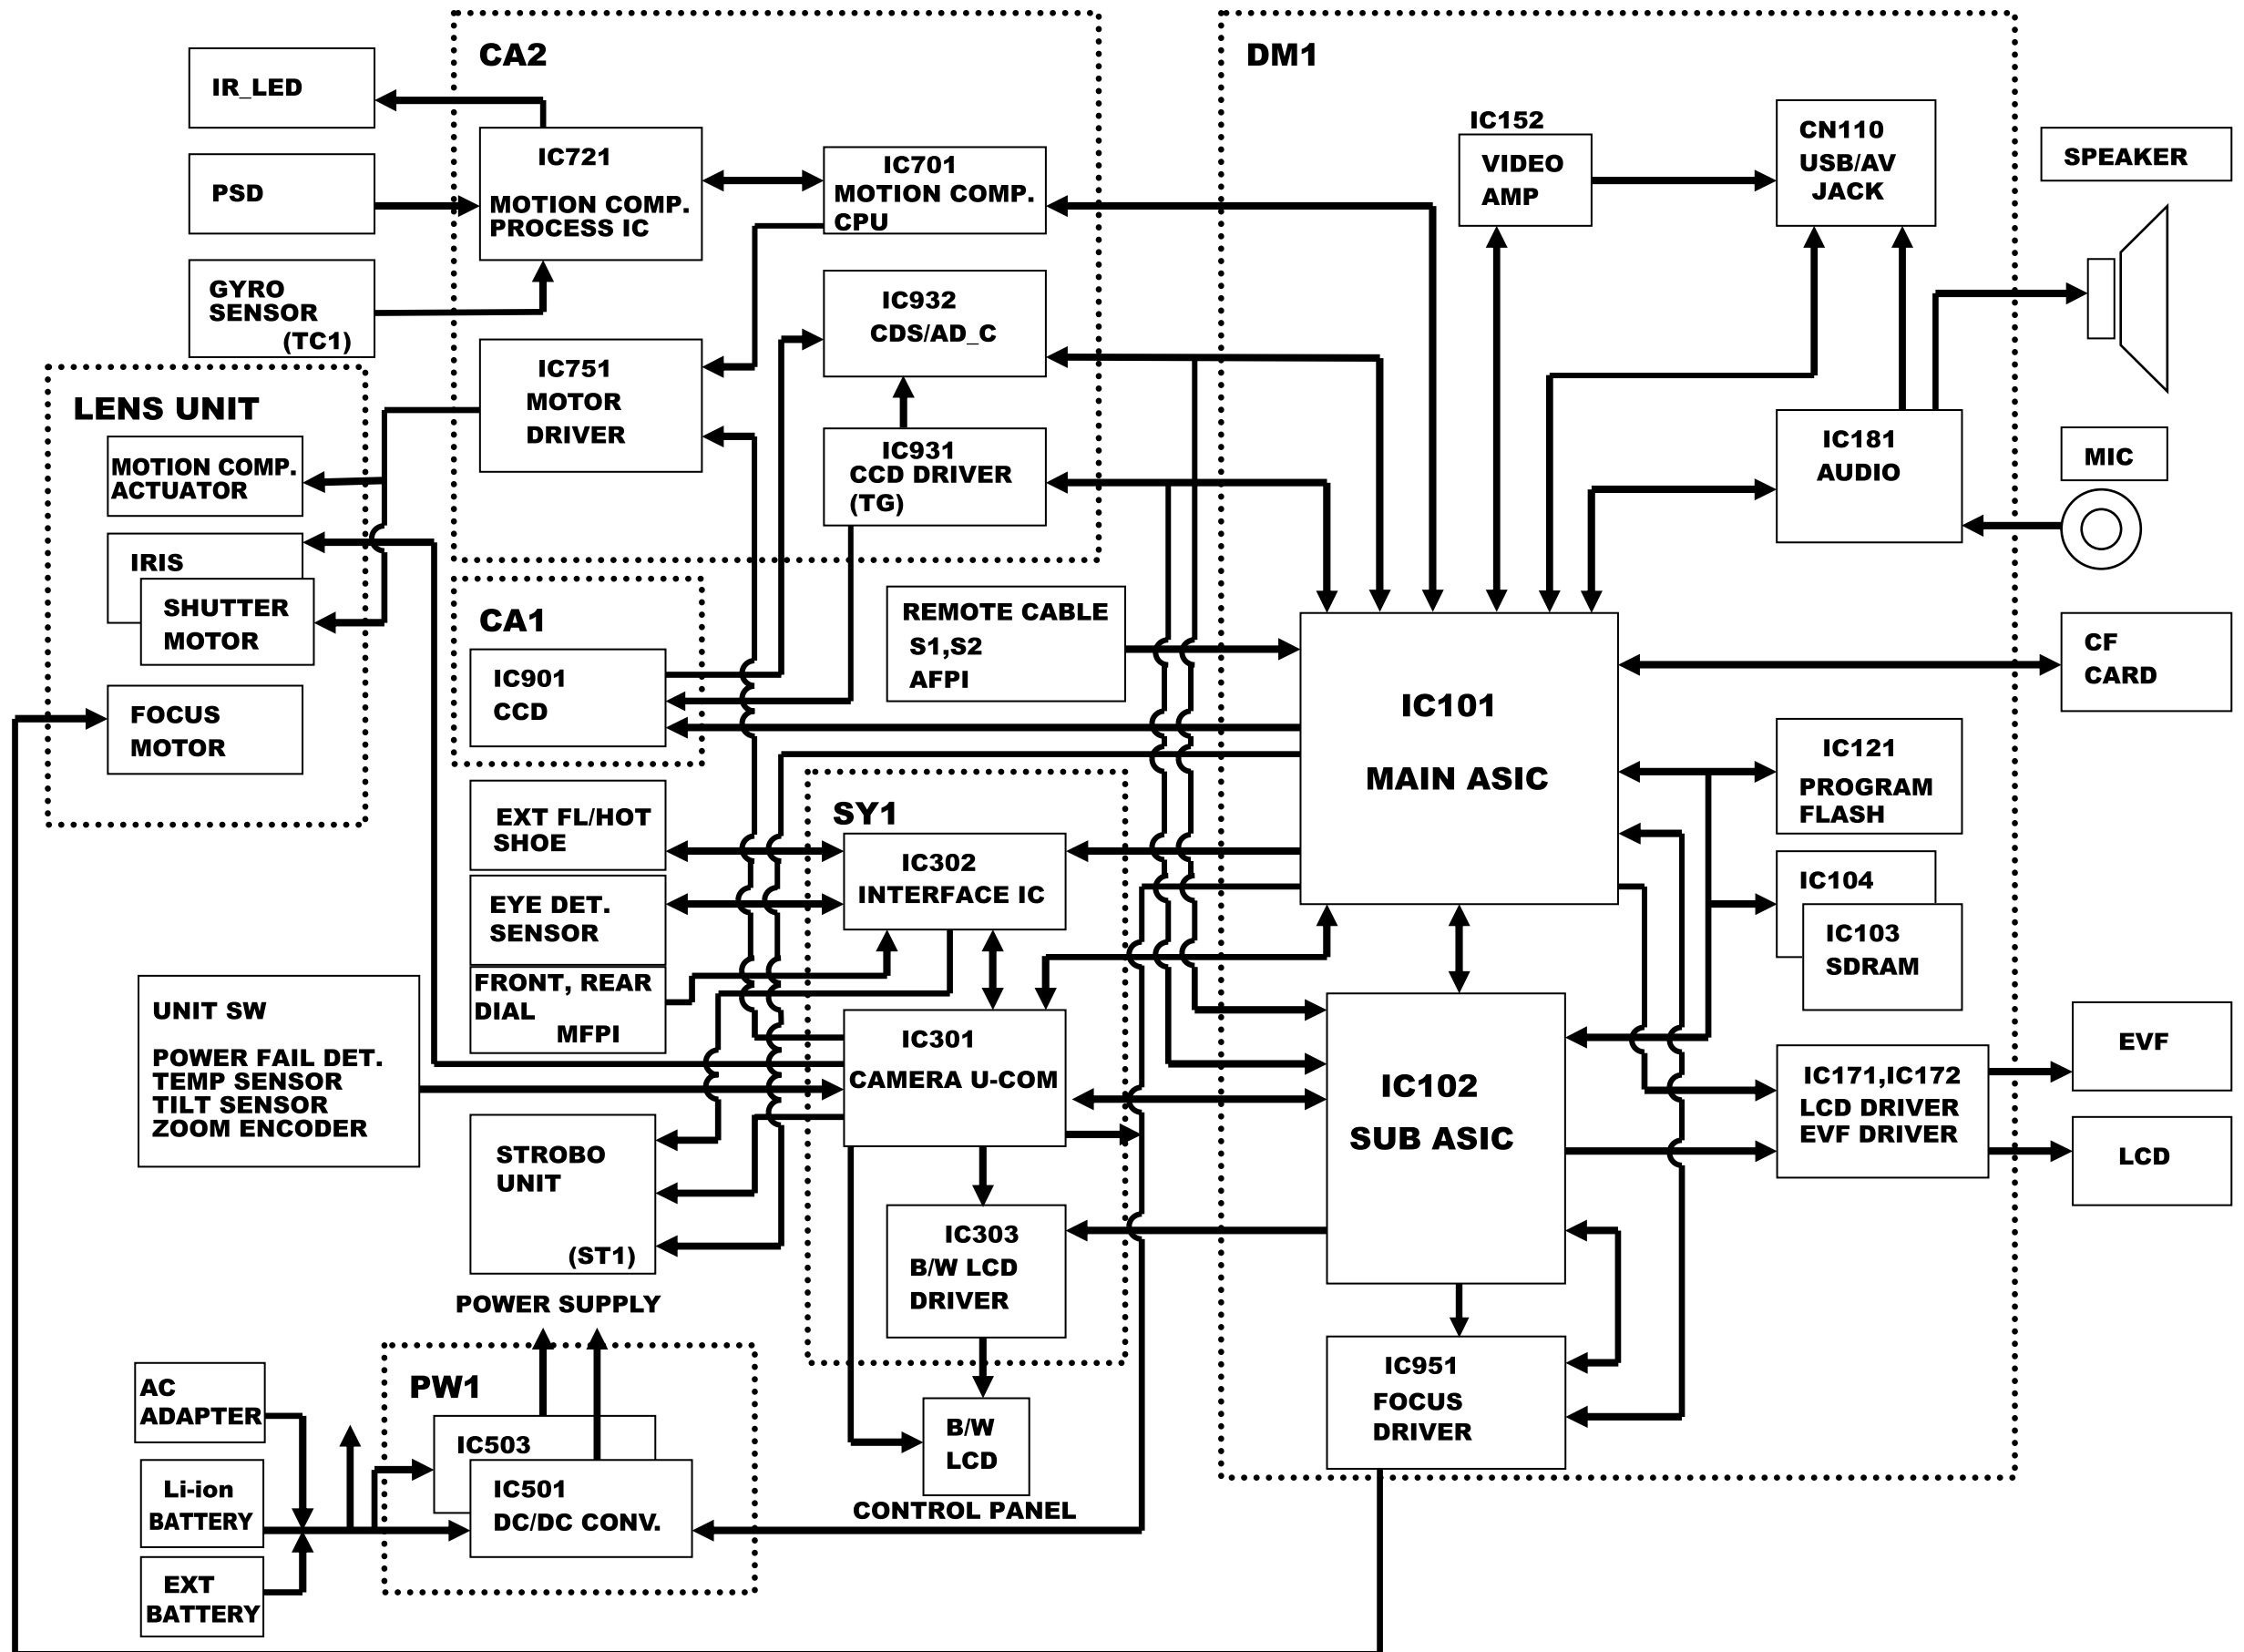 CA2
DM1
IR_LED
PSD
GYRO
SENSOR
(TC1)
IC721
MOTION COMP.
PROCESS IC
IC701
MOTION COMP.
CPU
IC932
CDS/AD_C
IC751
MOTOR
DRIVER
IC931
CCD DRIVER
(TG)
IC152
VIDEO
AMP
CN110
USB/AV
JACK
SPEAKER
IC181
AUDIO
MIC
LENS UNIT
MOTION COMP.
ACTUATOR
IRIS
SHUTTER
MOTOR
FOCUS
MOTOR
CA1
IC901
CCD
REMOTE CABLE
S1,S2
AFPI
IC101
MAIN ASIC
CF
CARD
IC121
PROGRAM
FLASH
IC104
IC103
SDRAM
EXT FL/HOT
SHOE
EYE DET.
SENSOR
FRONT, REAR
DIAL
MFPI
SY1
IC302
INTERFACE IC
IC301
CAMERA U-COM
UNIT SW
POWER FAIL DET.
TEMP SENSOR
TILT SENSOR
ZOOM ENCODER
STROBO
UNIT
(ST1)
IC102
SUB ASIC
IC171,IC172
LCD DRIVER
EVF DRIVER
EVF
LCD
IC303
B/W LCD
DRIVER
IC951
FOCUS
DRIVER
POWER SUPPLY
PW1
AC
ADAPTER
Li-ion
BATTERY
EXT
BATTERY
IC503
IC501
DC/DC CONV.
B/W
LCD
CONTROL PANEL